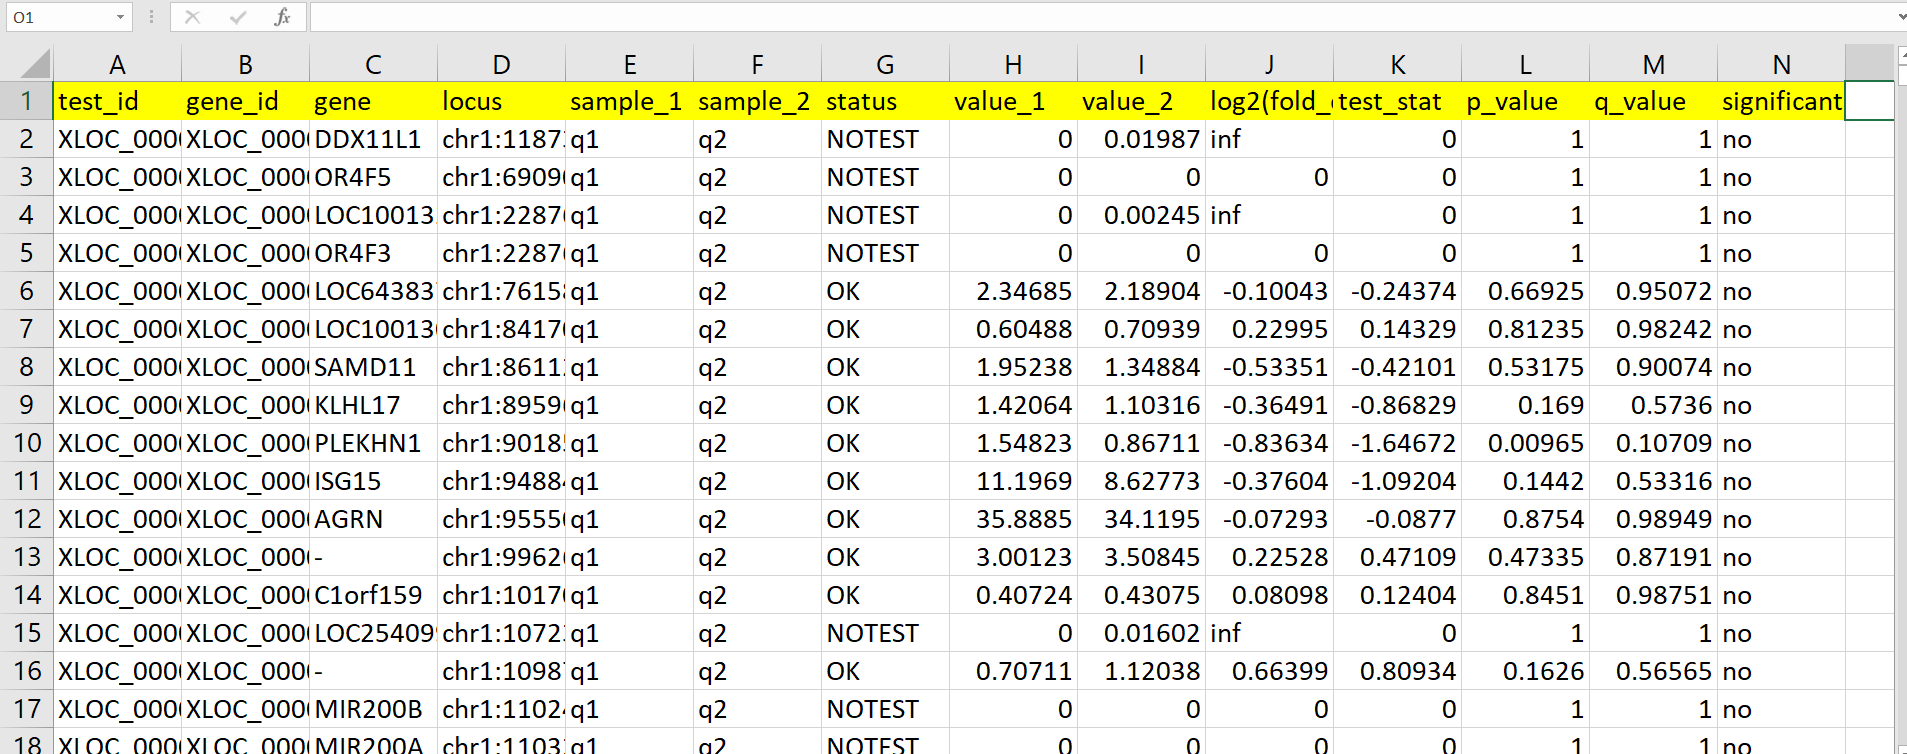 O1 fx
A B C D E F G H I J K L M N
1 test_id gene_id gene locus sample_1 sample_2 status value_1 value_2 log2(fold_ test_stat p_value q_value significant
2 XLOC_000 XLOC_000 DDX11L1 chr1:1187 q1 q2 NOTEST 0 0.01987 inf 0 1 1 no
3 XLOC_000 XLOC_000 OR4F5 chr1:6909 q1 q2 NOTEST 0 0 0 0 1 1 no
4 XLOC_000 XLOC_000 LOC10013 chr1:2287 q1 q2 NOTEST 0 0.00245 inf 0 1 1 no
5 XLOC_000 XLOC_000 OR4F3 chr1:2287 q1 q2 NOTEST 0 0 0 0 1 1 no
6 XLOC_000 XLOC_000 LOC64383 chr1:7615 q1 q2 OK 2.34685 2.18904 -0.10043 -0.24374 0.66925 0.95072 no
7 XLOC_000 XLOC_000 LOC10013 chr1:8417 q1 q2 OK 0.60488 0.70939 0.22995 0.14329 0.81235 0.98242 no
8 XLOC_000 XLOC_000 SAMD11 chr1:8611 q1 q2 OK 1.95238 1.34884 -0.53351 -0.42101 0.53175 0.90074 no
9 XLOC_000 XLOC_000 KLHL17 chr1:8959 q1 q2 OK 1.42064 1.10316 -0.36491 -0.86829 0.169 0.5736 no
10 XLOC_000 XLOC_000 PLEKHN1 chr1:9018 q1 q2 OK 1.54823 0.86711 -0.83634 -1.64672 0.00965 0.10709 no
11 XLOC_000 XLOC_000 ISG15 chr1:9488 q1 q2 OK 11.1969 8.62773 -0.37604 -1.09204 0.1442 0.53316 no
12 XLOC_000 XLOC_000 AGRN chr1:9555 q1 q2 OK 35.8885 34.1195 -0.07293 -0.0877 0.8754 0.98949 no
13 XLOC_000 XLOC_000 - chr1:9962 q1 q2 OK 3.00123 3.50845 0.22528 0.47109 0.47335 0.87191 no
14 XLOC_000 XLOC_000 C1orf159 chr1:1017 q1 q2 OK 0.40724 0.43075 0.08098 0.12404 0.8451 0.98751 no
15 XLOC_000 XLOC_000 LOC25409 chr1:1072 q1 q2 NOTEST 0 0.01602 inf 0 1 1 no
16 XLOC_000 XLOC_000 - chr1:1098 q1 q2 OK 0.70711 1.12038 0.66399 0.80934 0.1626 0.56565 no
17 XLOC_000 XLOC_000 MIR200B chr1:1102 q1 q2 NOTEST 0 0 0 0 1 1 no
18 XLOC_000 XLOC_000 MIR200A chr1:1103 q1 q2 NOTEST 0 0 0 0 1 1 no